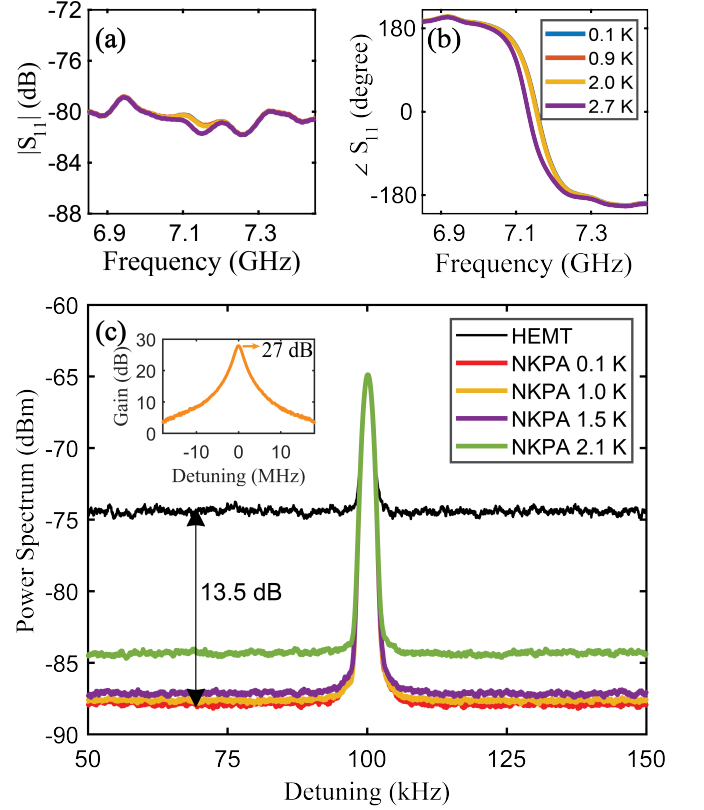 (a)
|S11| (dB)
-72
-76
-80
-84
-88
6.9 7.1 7.3
Frequency (GHz)
(b)
∠ S11 (degree)
180
0
-180
0.1 K
0.9 K
2.0 K
2.7 K
6.9 7.1 7.3
Frequency (GHz)
(c)
Power Spectrum (dBm)
-60
-65
-70
-75
-80
-85
-90
Gain (dB)
30
20
10
0
27 dB
-10 0 10
Detuning (MHz)
HEMT
NKPA 0.1 K
NKPA 1.0 K
NKPA 1.5 K
NKPA 2.1 K
13.5 dB
50 75 100 125 150
Detuning (kHz)